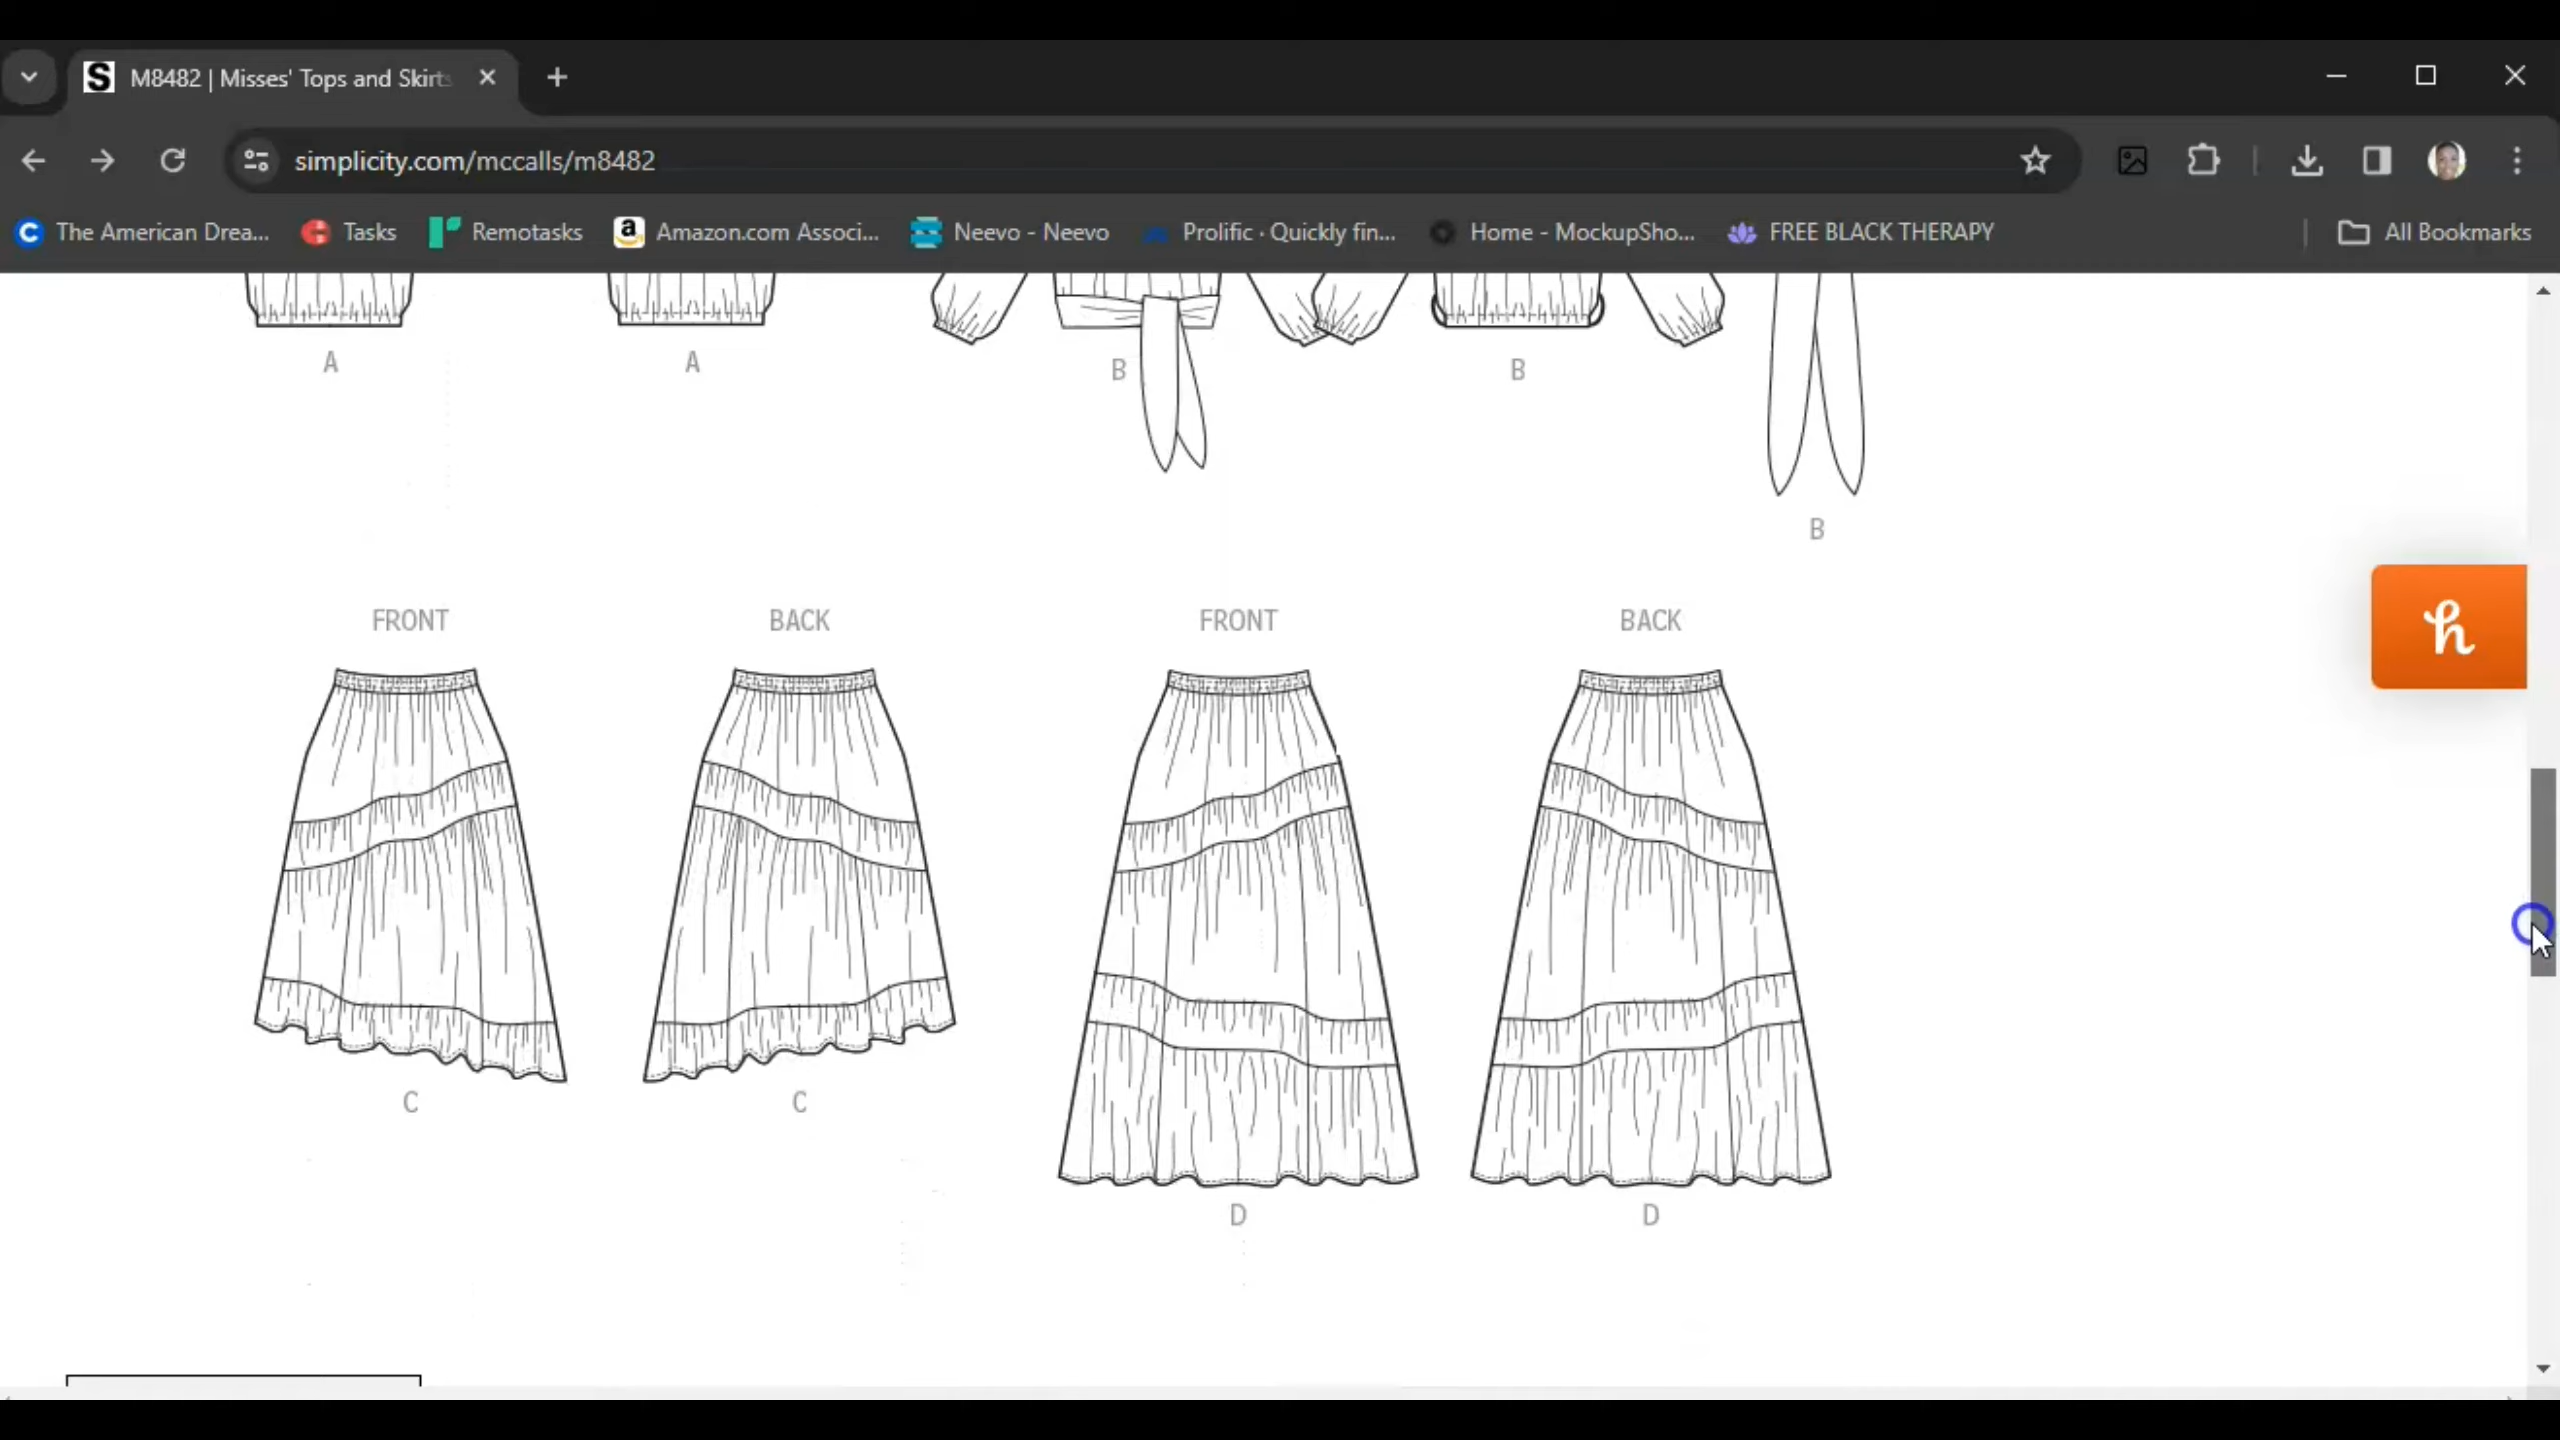 M8482 | Misses' Tops and Skirts
simplicity.com/mccalls/m8482
The American Drea...
Tasks
Remotasks
Amazon.com Associ...
Neevo - Neevo
Prolific · Quickly fin...
Home - MockupSho...
FREE BLACK THERAPY
All Bookmarks
A
A
B
B
B
FRONT
BACK
FRONT
BACK
C
C
D
D